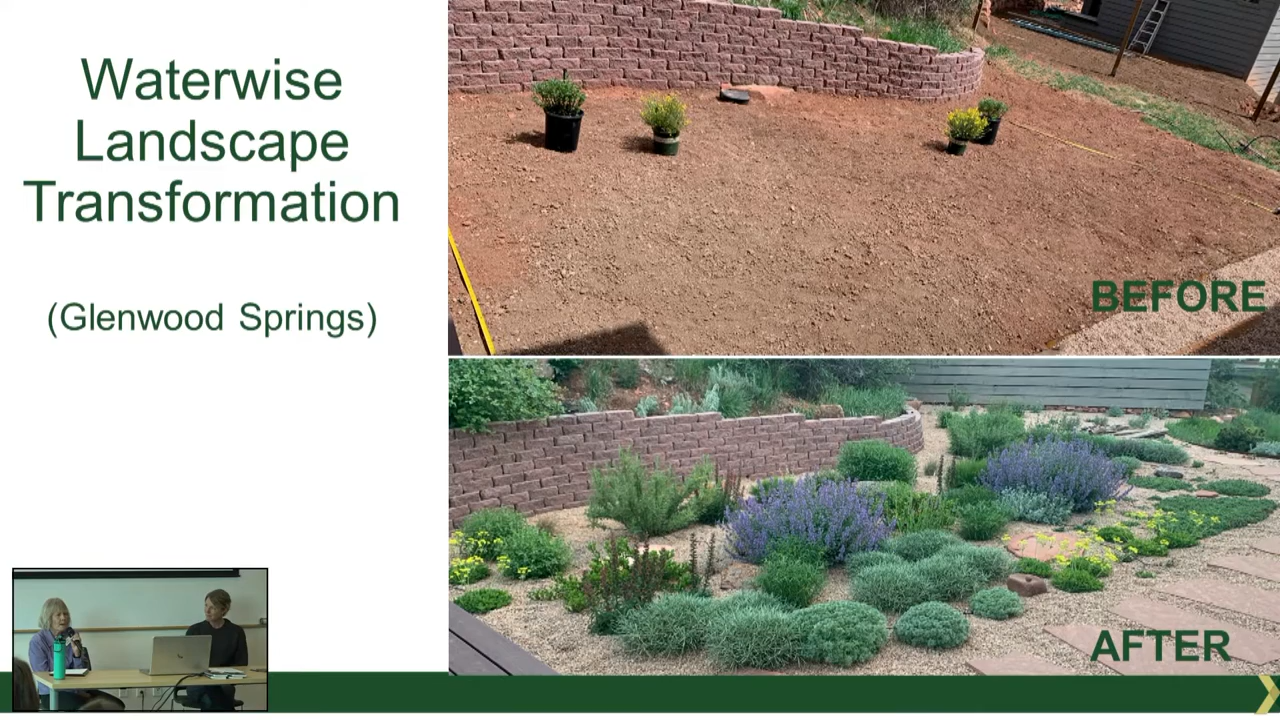 Waterwise
Landscape
Transformation
(Glenwood Springs)
BEFORE
AFTER